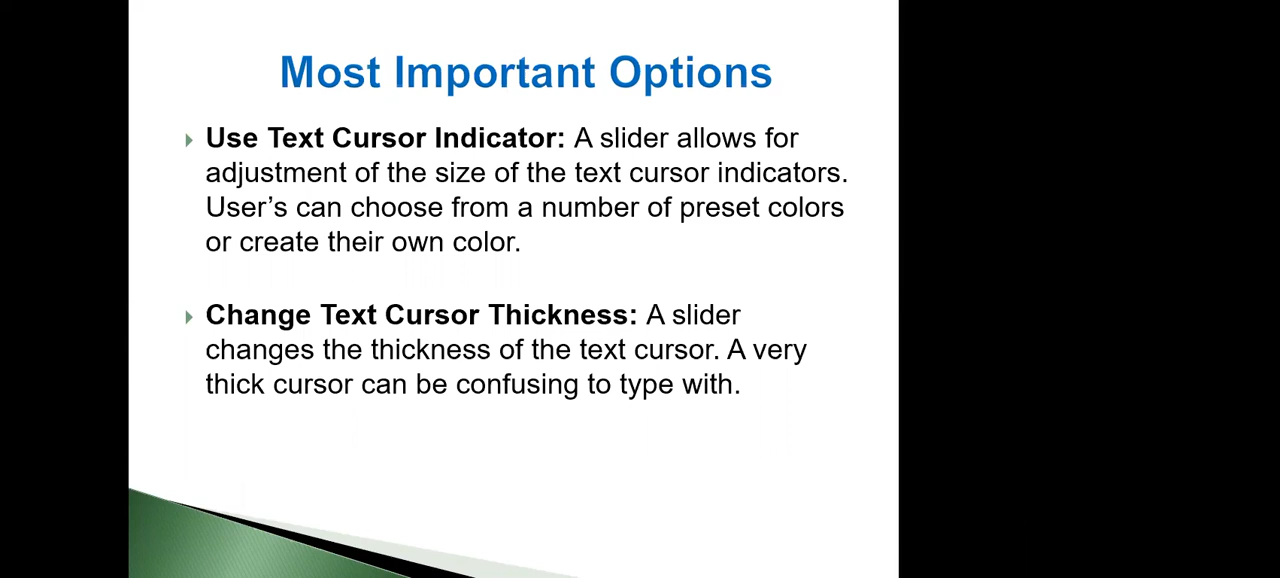 Most Important Options
Use Text Cursor Indicator: A slider allows for
adjustment of the size of the text cursor indicators.
User’s can choose from a number of preset colors
or create their own color.
Change Text Cursor Thickness: A slider
changes the thickness of the text cursor. A very
thick cursor can be confusing to type with.